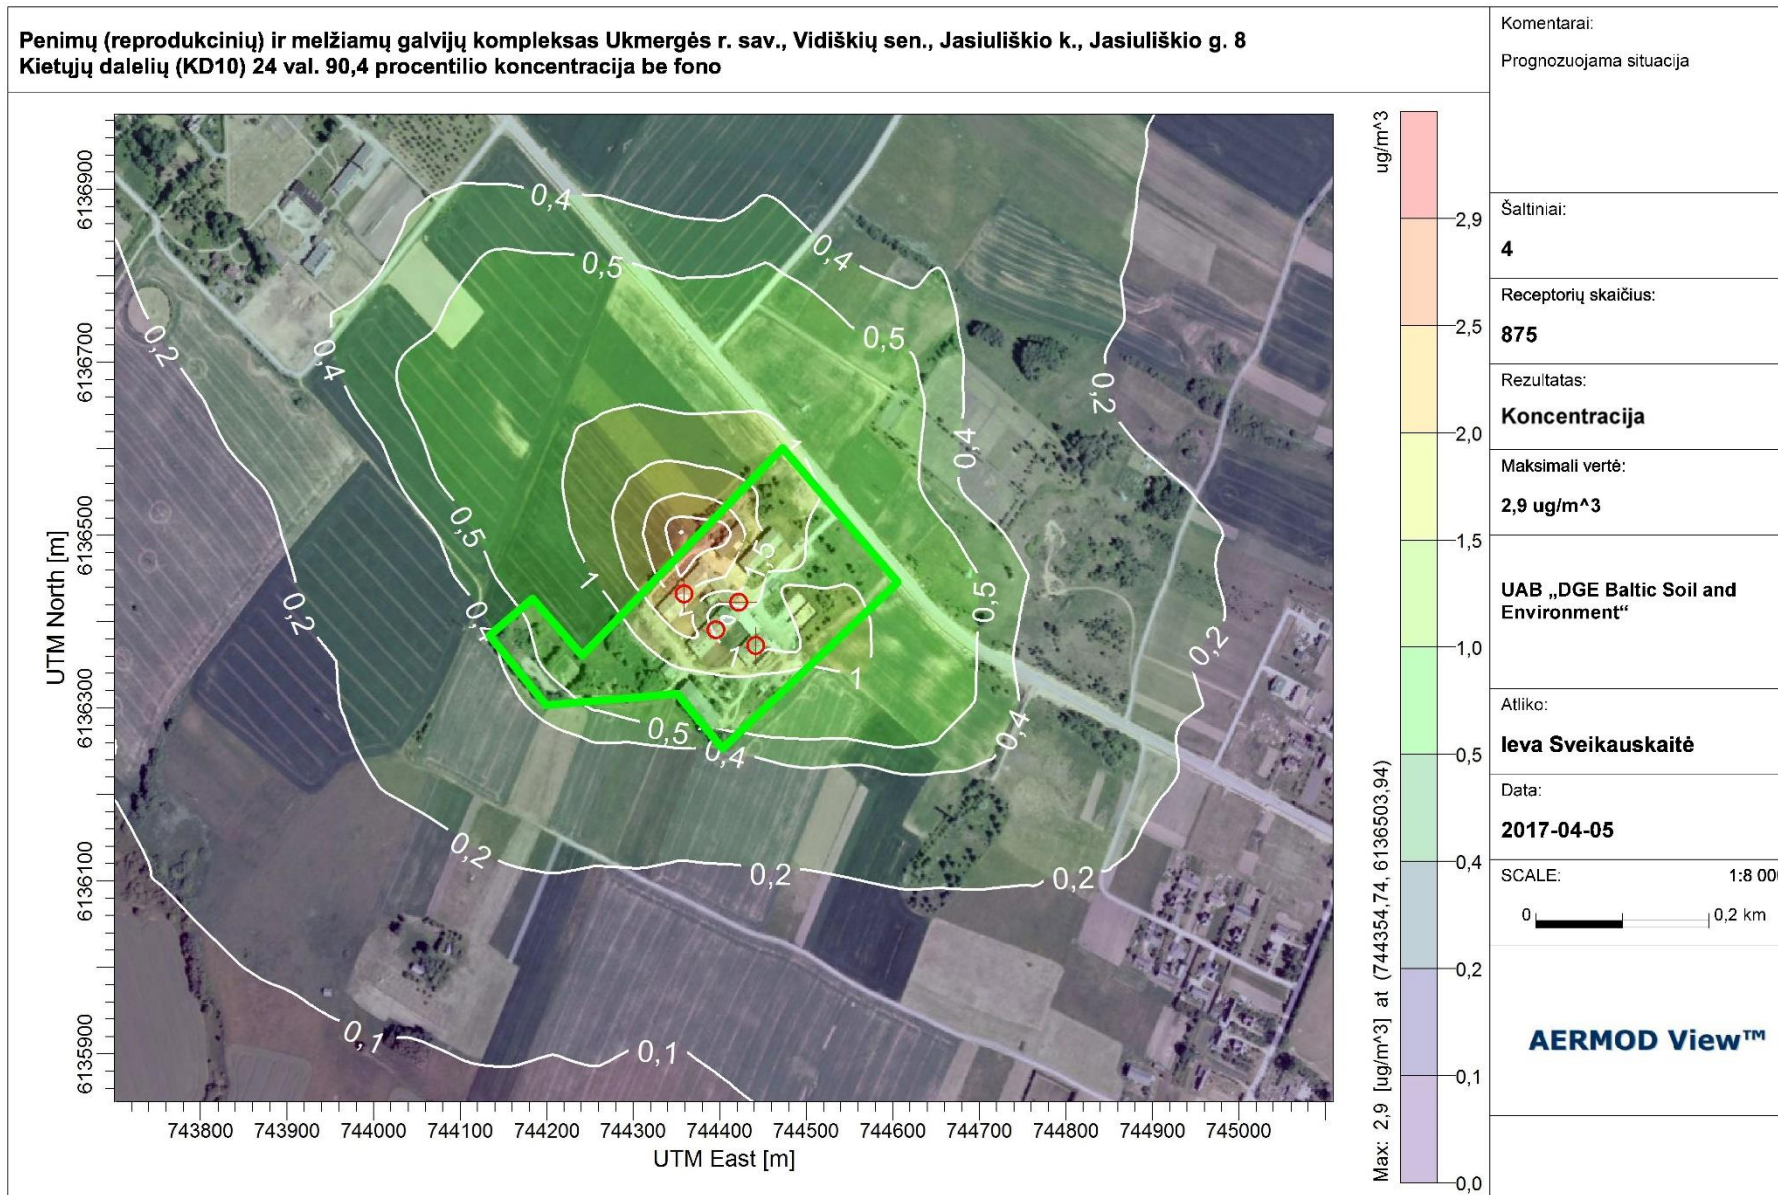 Penimų (reprodukcinių) ir melžiamų galvijų kompleksas Ukmergės r. sav., Vidiškių sen., Jasiuliškio k., Jasiuliškio g. 8
Kietųjų dalelių (KD10) 24 val. 90,4 procentilio koncentracija be fono
Komentarai:
Prognozuojama situacija
Šaltiniai:
4
Receptorių skaičius:
875
Rezultatas:
Koncentracija
Maksimali vertė:
2,9 ug/m^3
UAB „DGE Baltic Soil and
Environment“
Atliko:
Ieva Sveikauskaitė
Data:
2017-04-05
SCALE:
1:8 000
0
0,2 km
AERMOD View™
UTM North [m]
6136900
6136700
6136500
6136300
6136100
6135900
743800
743900
744000
744100
744200
744300
744400
744500
744600
744700
744800
744900
745000
UTM East [m]
0,4
0,4
0,5
0,5
0,2
0,4
0,2
0,4
1
0,5
1
1,5
0,5
0,4
0,2
0,2
1
1
0,5
0,4
0,4
0,2
0,2
0,2
0,1
0,1
ug/m^3
2,9
2,5
2,0
1,5
1,0
0,5
0,4
0,2
0,1
0,0
Max: 2,9 [ug/m^3] at (744354,74, 6136503,94)